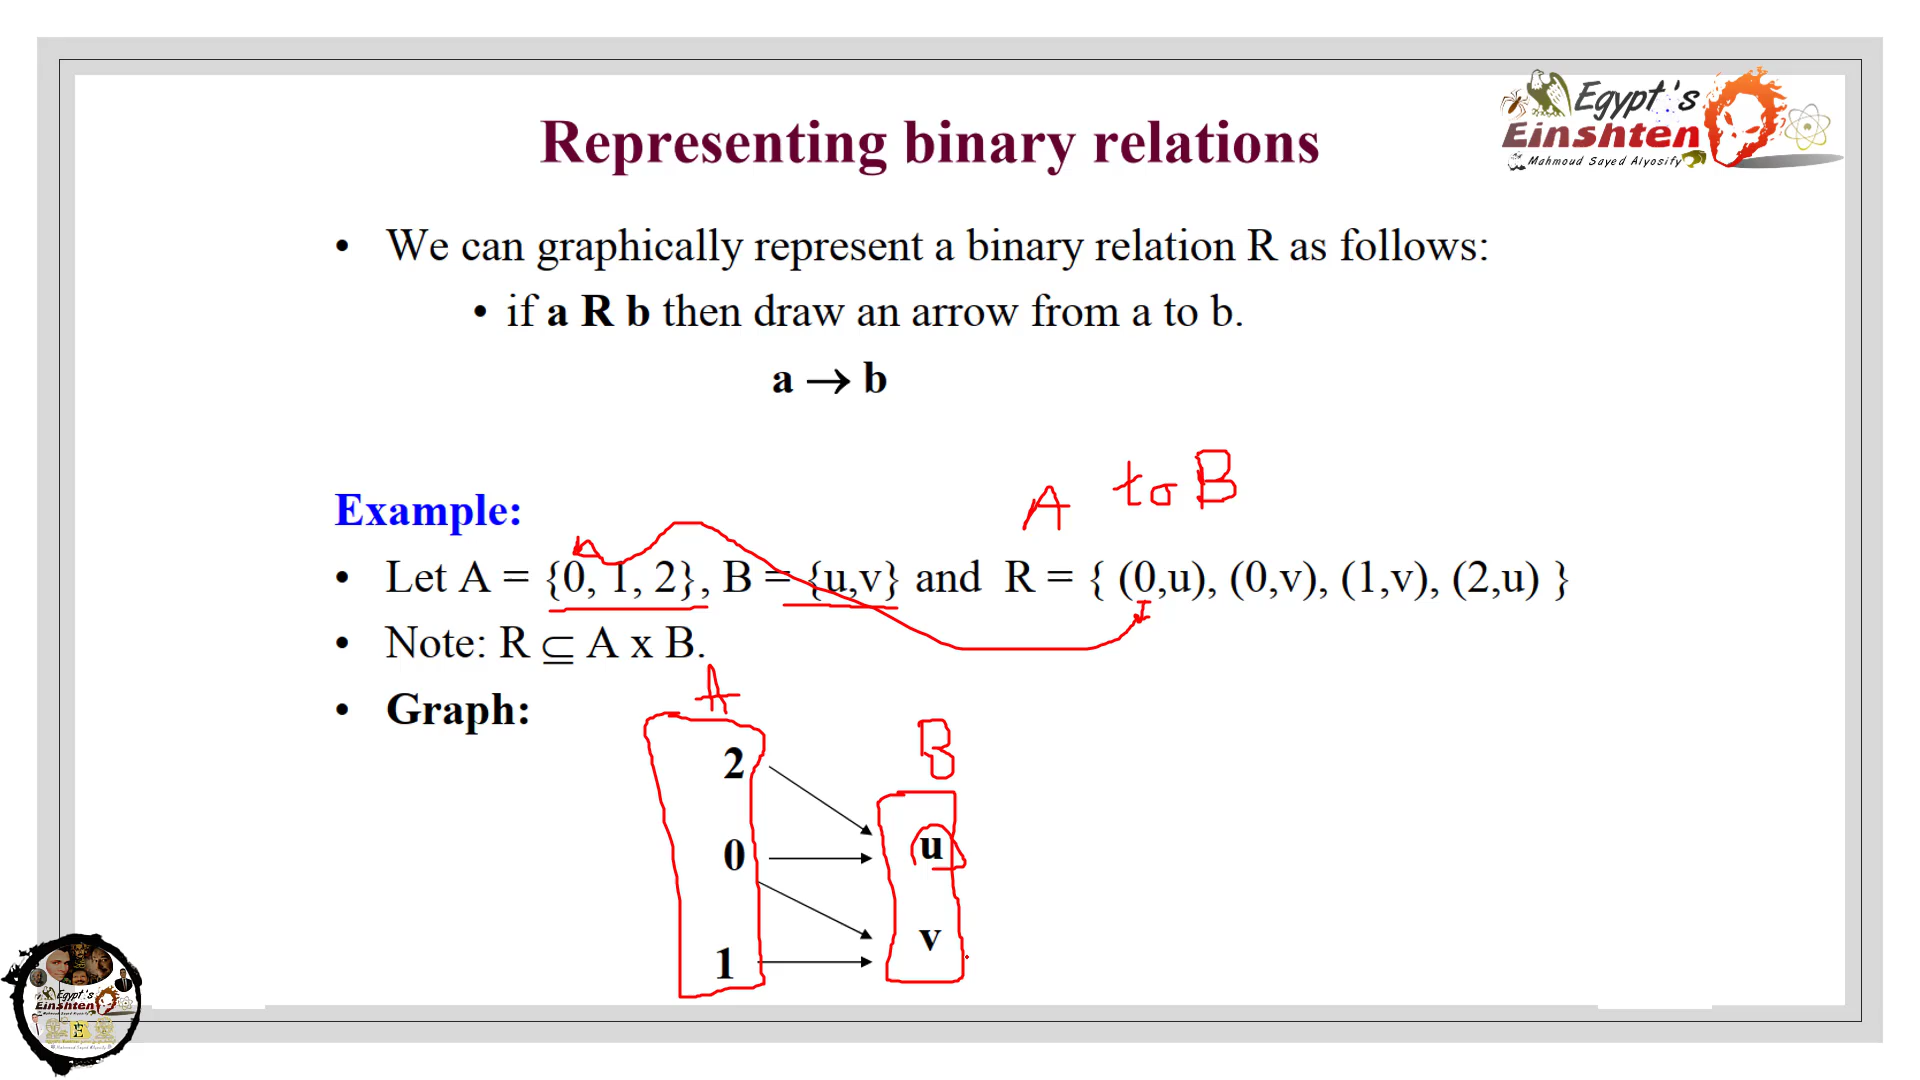 Egypt's
Einshten
Mahmoud Sayed Alyosify
Representing binary relations
• We can graphically represent a binary relation R as follows:
• if a R b then draw an arrow from a to b.
a → b
A to B
Example:
• Let A = {0, 1, 2}, B = {u,v} and R = { (0,u), (0,v), (1,v), (2,u) }
• Note: R ⊆ A x B.
• Graph:
A
B
2
u
0
v
1
Egypt's
Einshten